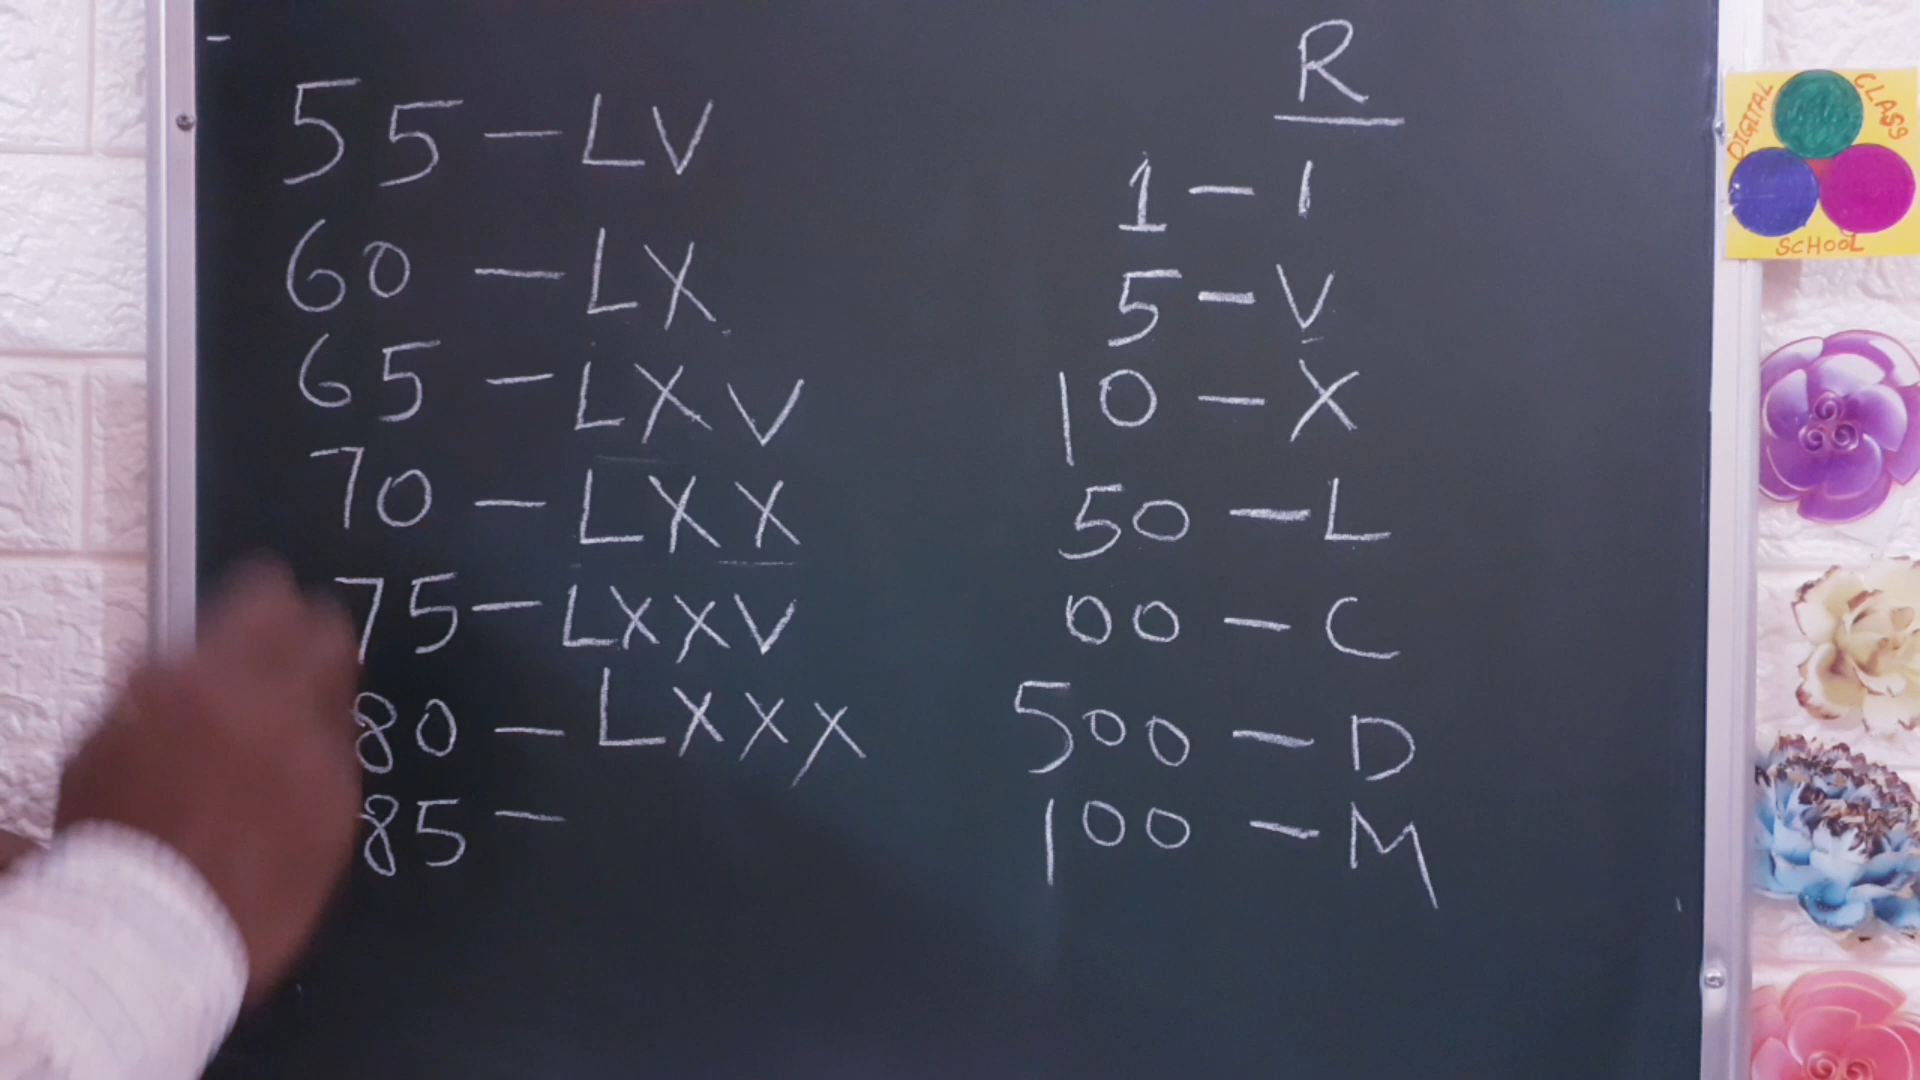 55 - LV
60 - LX
65 - LXV
70 - LXX
75 - LXXV
80 - LXXX
85 -
R
1 - I
5 - V
10 - X
50 - L
00 - C
500 - D
100 - M
DIGITAL CLASS
SCHOOL